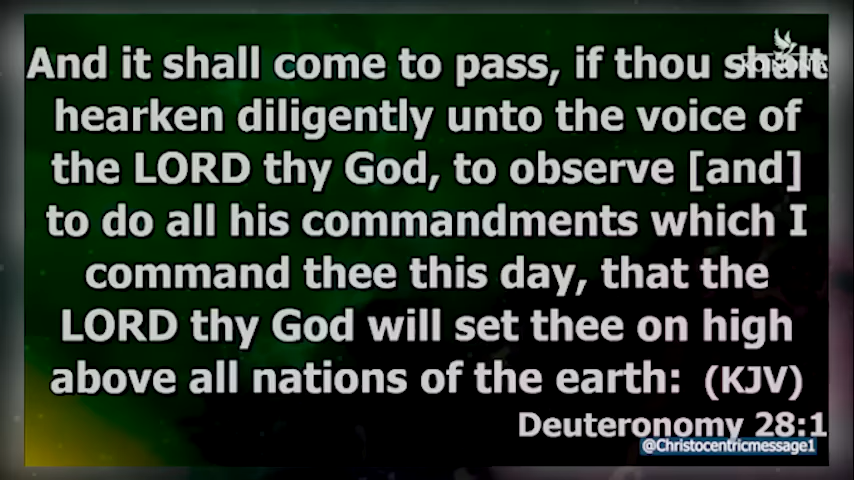 And it shall come to pass, if thou shalt
hearken diligently unto the voice of
the LORD thy God, to observe [and]
to do all his commandments which I
command thee this day, that the
LORD thy God will set thee on high
above all nations of the earth: (KJV)
Deuteronomy 28:1
@Christocentricmessage1